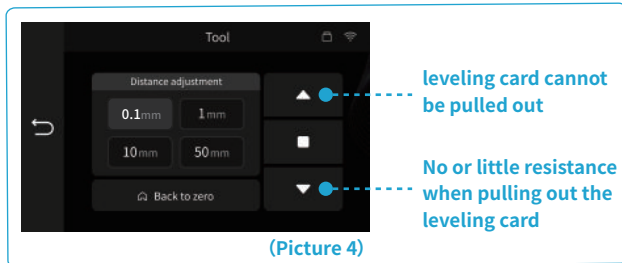 Tool
Distance adjustment
0.1mm 1mm
10mm 50mm
Back to zero
leveling card cannot
be pulled out
No or little resistance
when pulling out the
leveling card
(Picture 4)